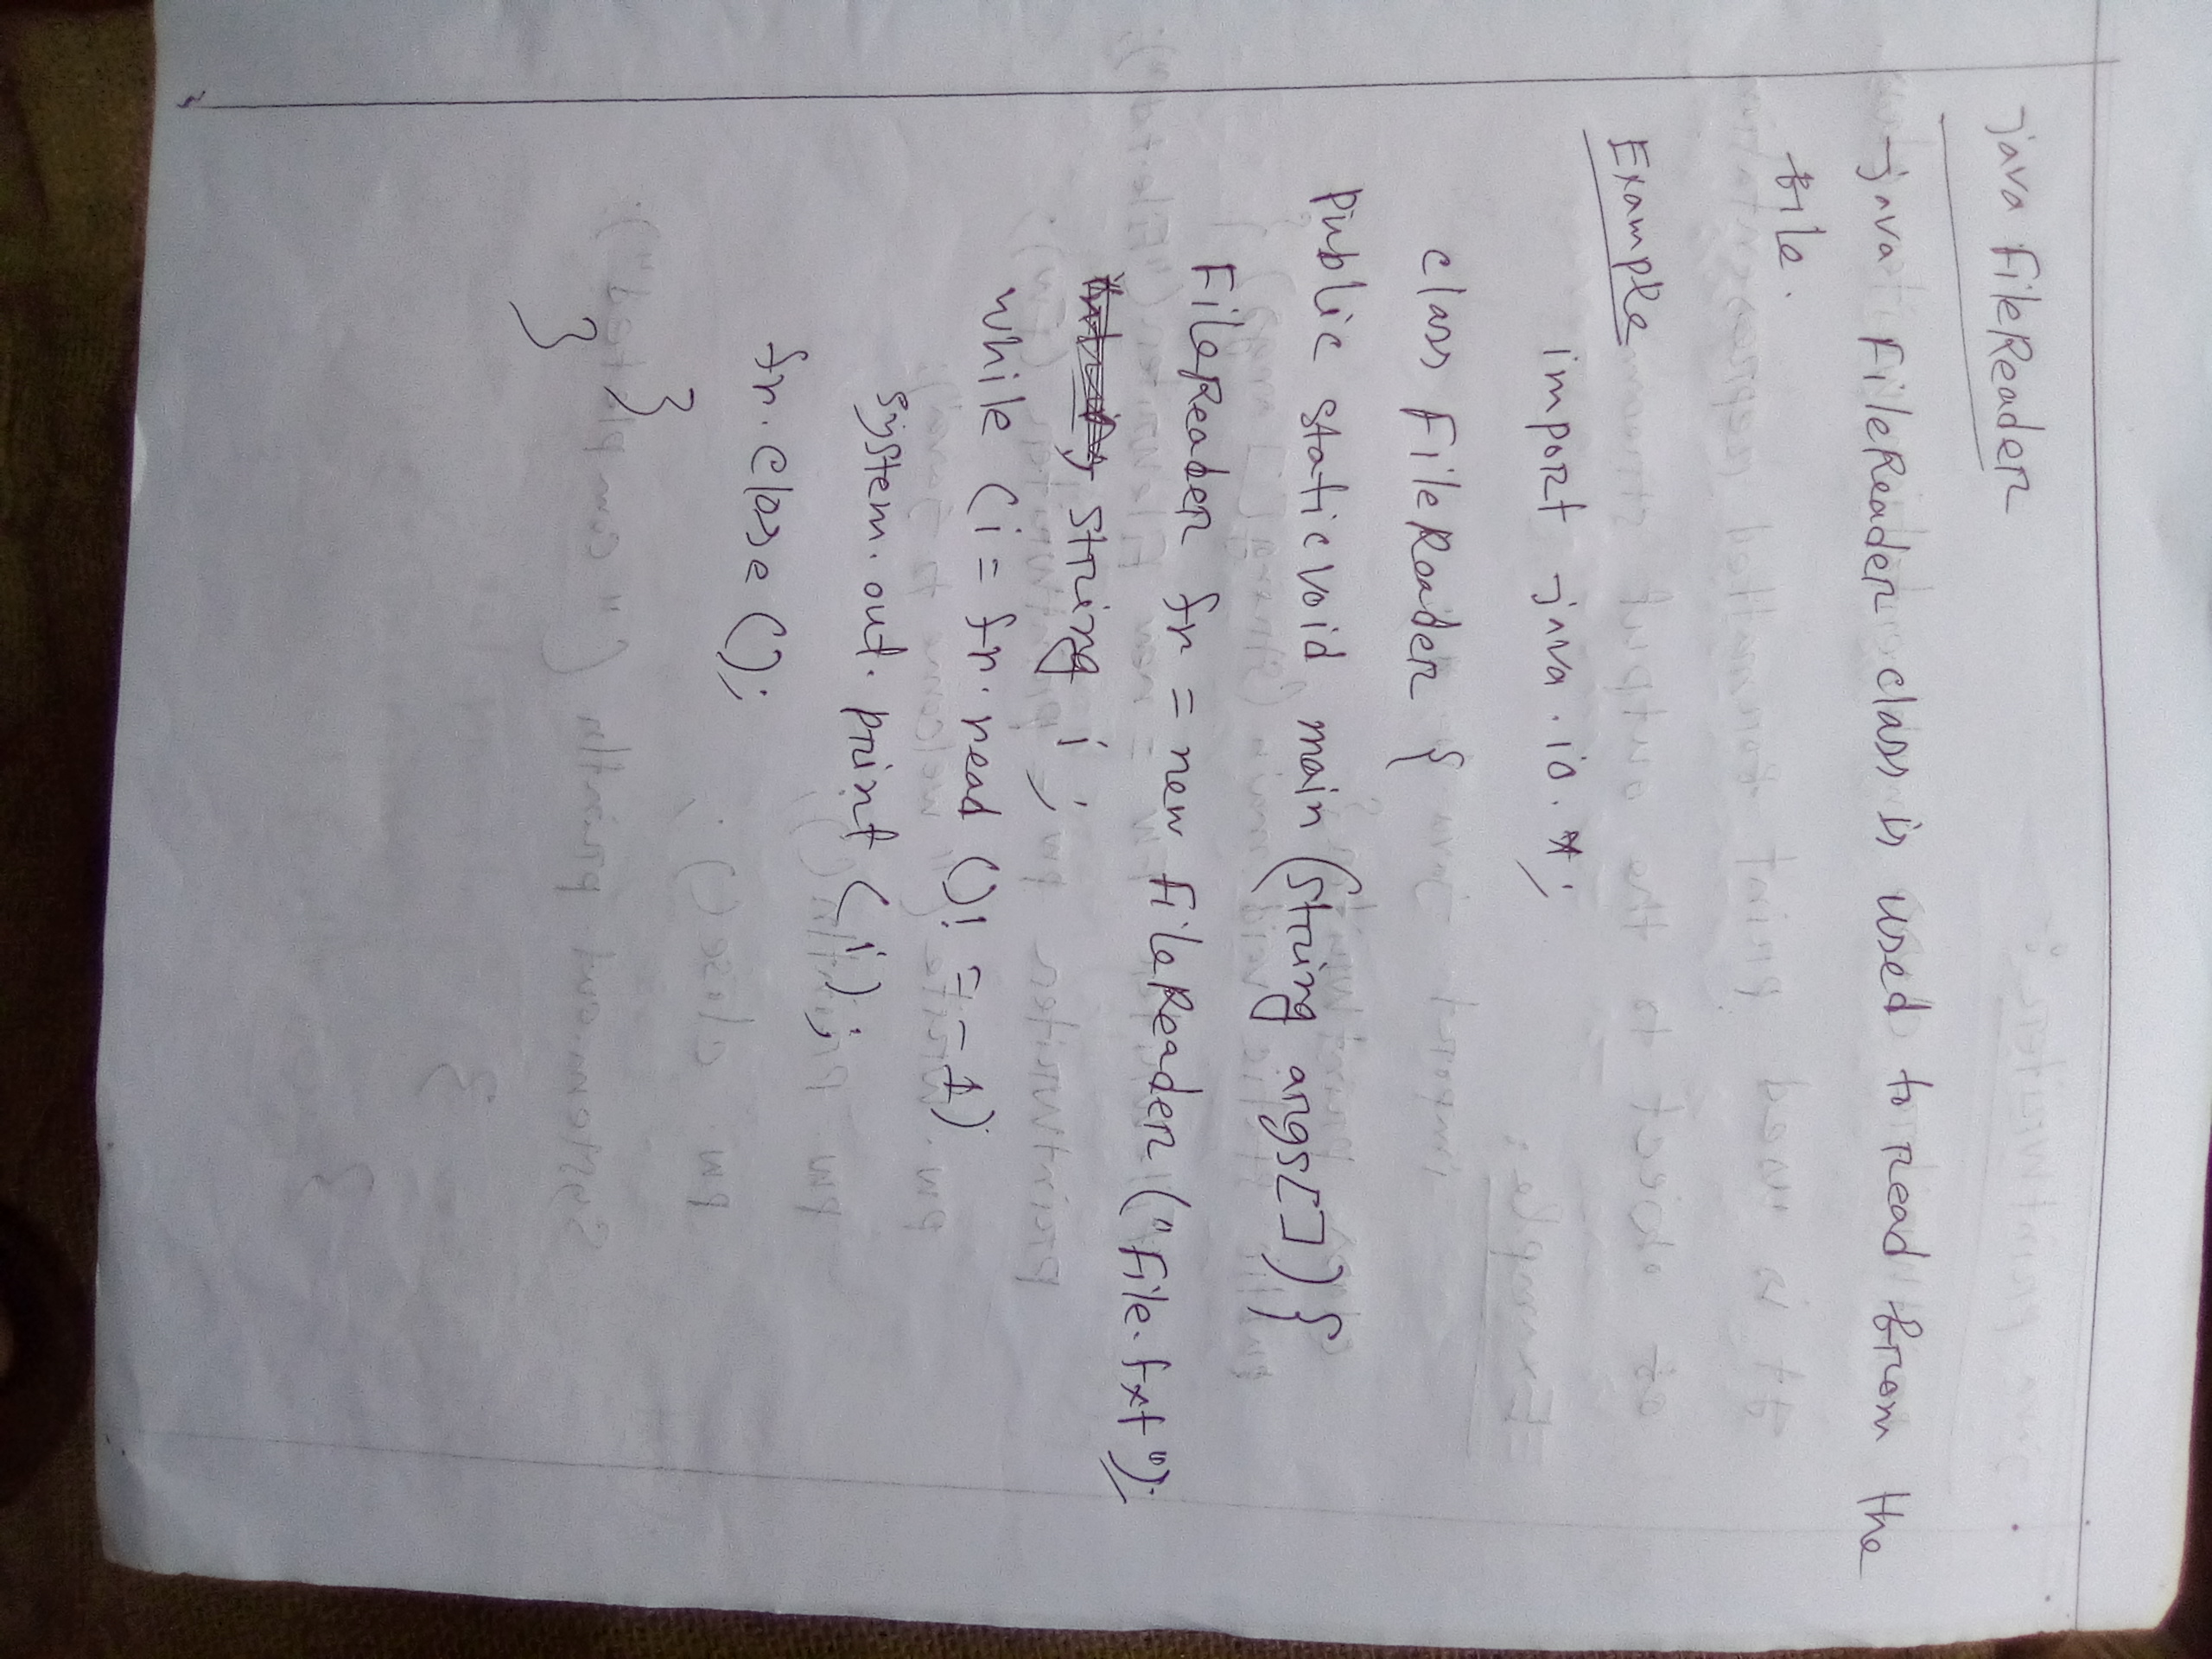 java FileReader
java FileReader class is used to read from the
file.
Example
import java.io.*;
class FileReader {
Public static void main (string args[]) {
FileReader fr = new FileReader ("File.txt");
string i ;
while (i = fr.read ()! = -1)
system.out.print (i);
fr.close ();
}
}